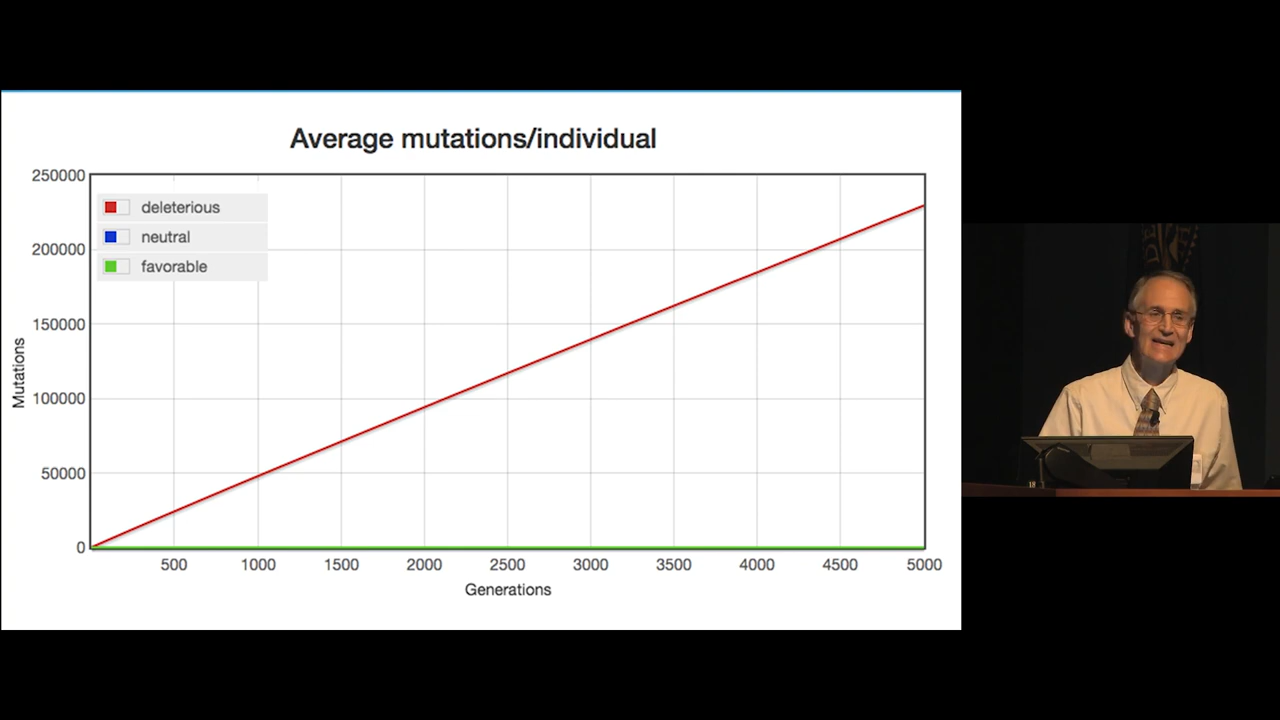 Average mutations/individual
250000
200000
150000
100000
50000
0
Mutations
deleterious
neutral
favorable
500 1000 1500 2000 2500 3000 3500 4000 4500 5000
Generations